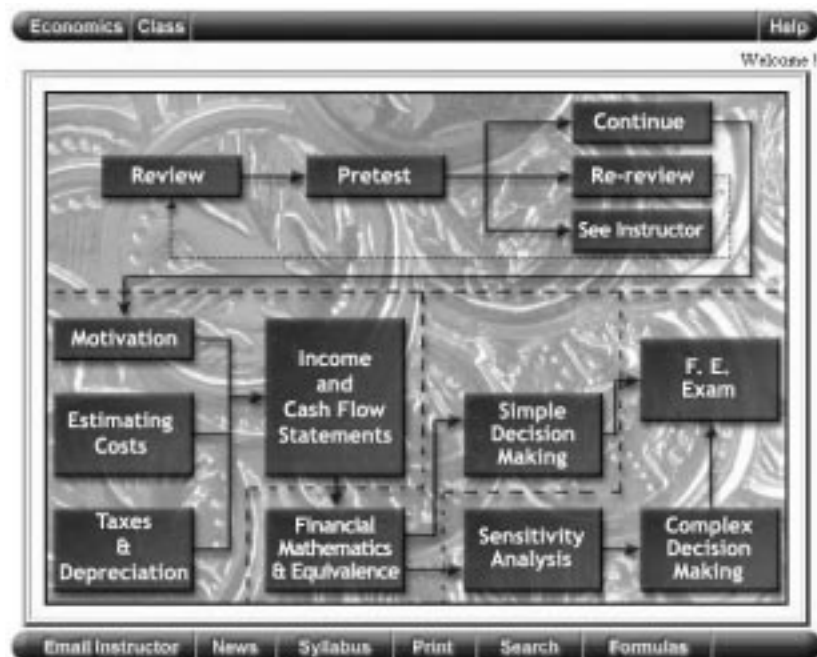 Economics Class Help
Welcome !
Continue
Review
Pretest
Re-review
See Instructor
Motivation
Income
and
Cash Flow
Statements
F. E.
Exam
Estimating
Costs
Simple
Decision
Making
Taxes
&
Depreciation
Financial
Mathematics
& Equivalence
Sensitivity
Analysis
Complex
Decision
Making
Email Instructor News Syllabus Print Search Formulas